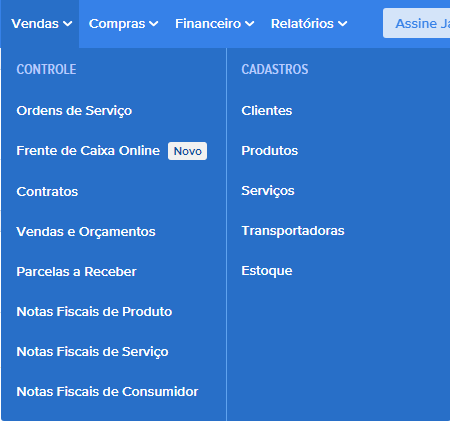 Vendas Compras Financeiro Relatórios Assine
CONTROLE
Ordens de Serviço
Frente de Caixa Online Novo
Contratos
Vendas e Orçamentos
Parcelas a Receber
Notas Fiscais de Produto
Notas Fiscais de Serviço
Notas Fiscais de Consumidor
CADASTROS
Clientes
Produtos
Serviços
Transportadoras
Estoque